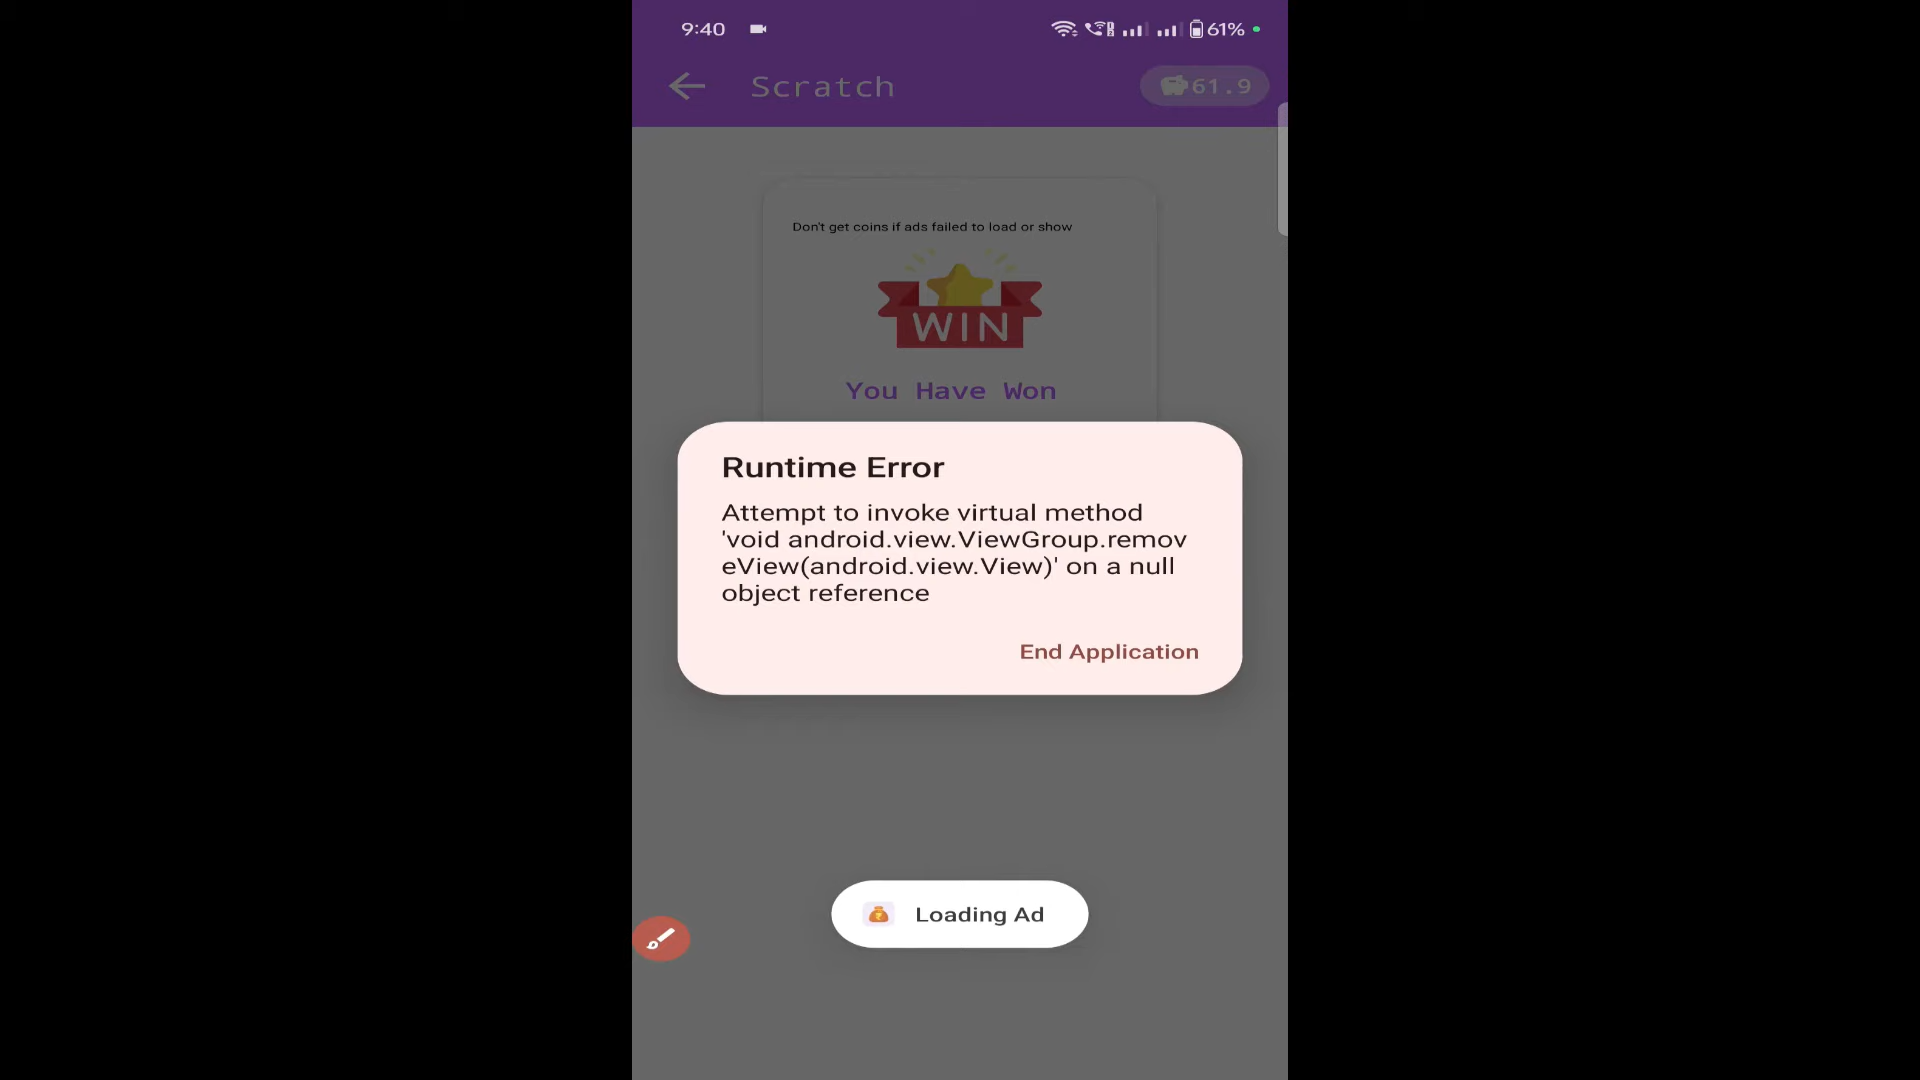 9:40
61%
Scratch
61.9
Don't get coins if ads failed to load or show
WIN
You Have Won
Runtime Error
Attempt to invoke virtual method
'void android.view.ViewGroup.remov
eView(android.view.View)' on a null
object reference
End Application
Loading Ad